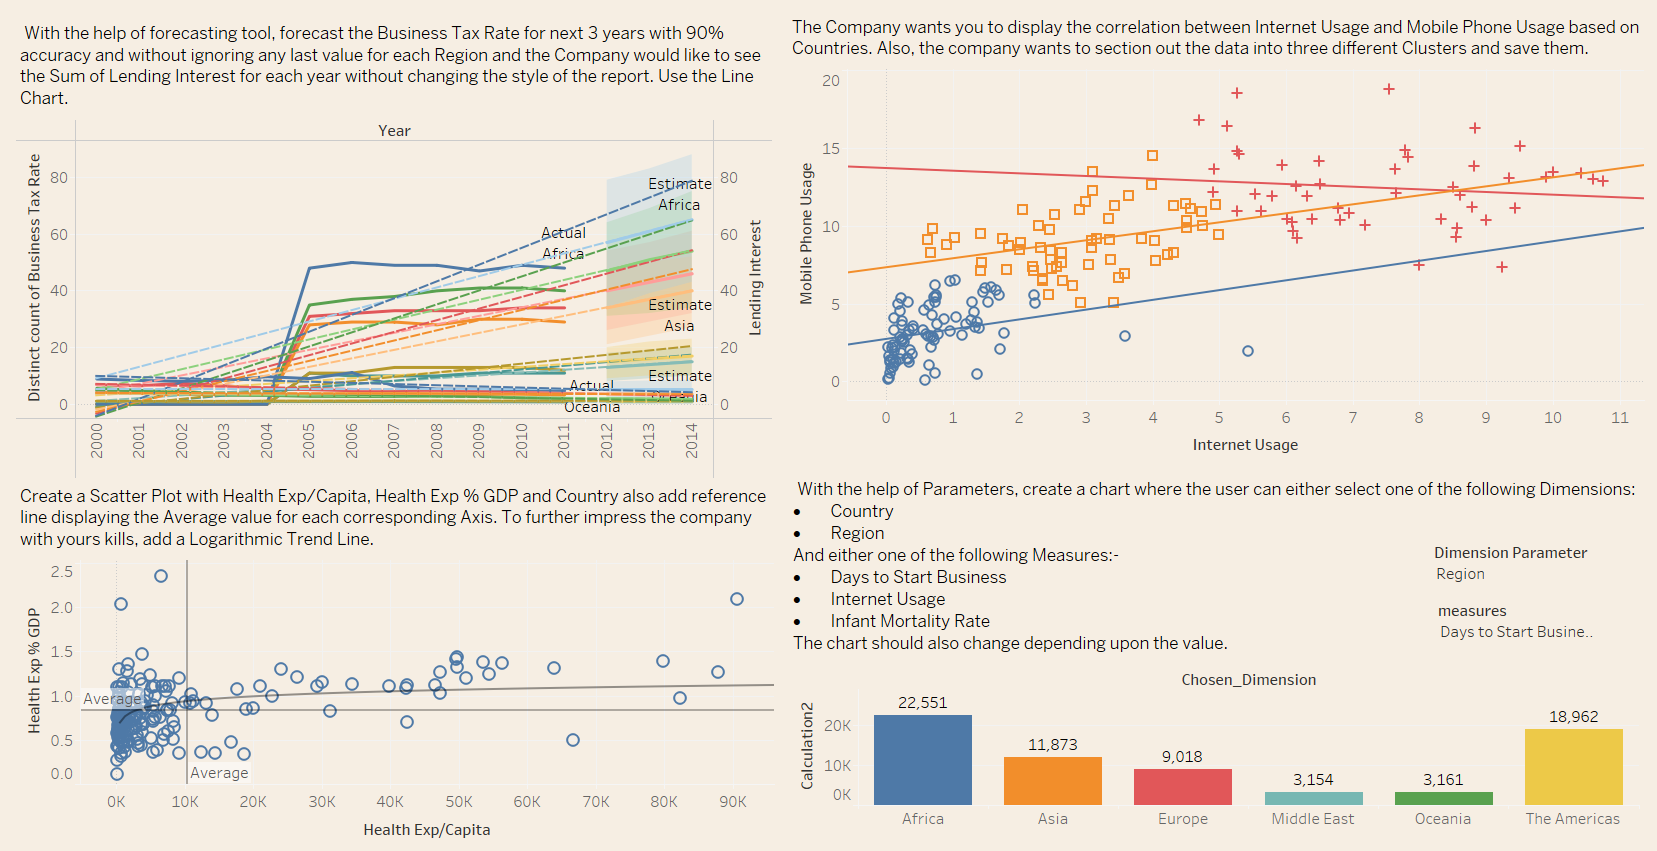 With the help of forecasting tool, forecast the Business Tax Rate for next 3 years with 90%
accuracy and without ignoring any last value for each Region and the Company would like to see
the Sum of Lending Interest for each year without changing the style of the report. Use the Line
Chart.
Year
Distinct count of Business Tax Rate
80
60
40
20
0
Estimate
Africa
Actual
Africa
Estimate
Asia
Estimate
Actual
Oceania
80
60
40
20
0
Lending Interest
2000 2001 2002 2003 2004 2005 2006 2007 2008 2009 2010 2011 2012 2013 2014
The Company wants you to display the correlation between Internet Usage and Mobile Phone Usage based on
Countries. Also, the company wants to section out the data into three different Clusters and save them.
Mobile Phone Usage
20
15
10
5
0
0 1 2 3 4 5 6 7 8 9 10 11
Internet Usage
Create a Scatter Plot with Health Exp/Capita, Health Exp % GDP and Country also add reference
line displaying the Average value for each corresponding Axis. To further impress the company
with yours kills, add a Logarithmic Trend Line.
Health Exp % GDP
2.5
2.0
1.5
1.0
0.5
0.0
Average
Average
0K 10K 20K 30K 40K 50K 60K 70K 80K 90K
Health Exp/Capita
With the help of Parameters, create a chart where the user can either select one of the following Dimensions:
• Country
• Region
And either one of the following Measures:-
• Days to Start Business
• Internet Usage
• Infant Mortality Rate
The chart should also change depending upon the value.
Dimension Parameter
Region
measures
Days to Start Busine..
Chosen_Dimension
Calculation2
20K
10K
0K
22,551
11,873
9,018
3,154
3,161
18,962
Africa Asia Europe Middle East Oceania The Americas